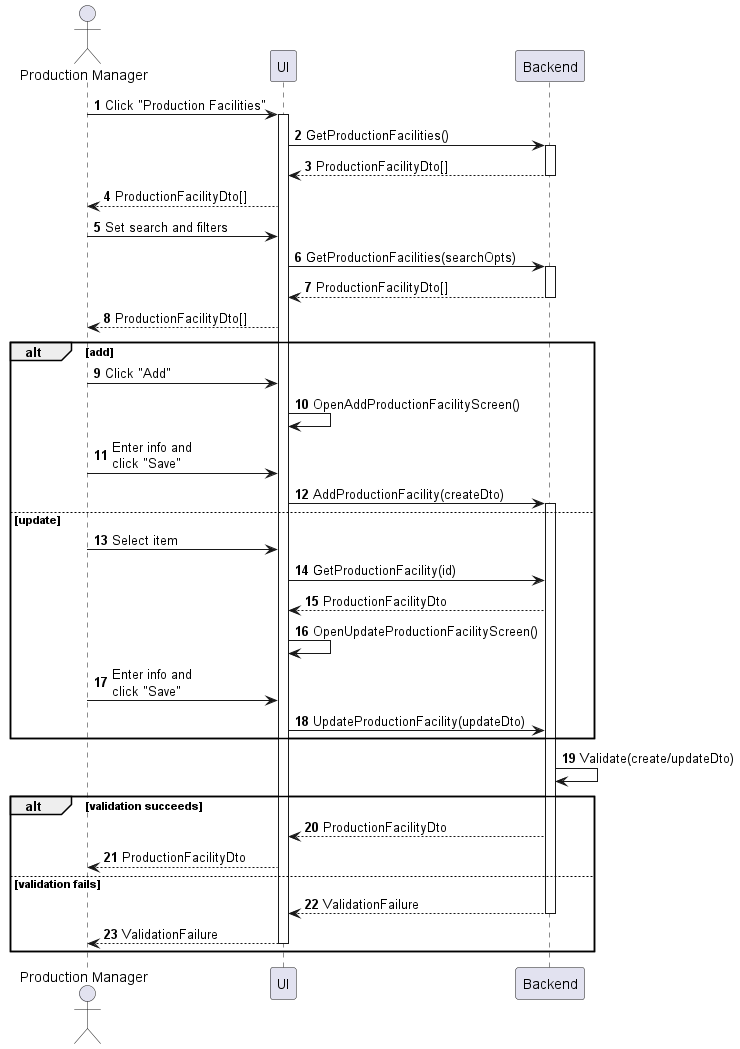 Production Manager
UI
Backend
1 Click "Production Facilities"
2 GetProductionFacilities()
3 ProductionFacilityDto[]
4 ProductionFacilityDto[]
5 Set search and filters
6 GetProductionFacilities(searchOpts)
7 ProductionFacilityDto[]
8 ProductionFacilityDto[]
alt [add]
9 Click "Add"
10 OpenAddProductionFacilityScreen()
11 Enter info and
click "Save"
12 AddProductionFacility(createDto)
[update]
13 Select item
14 GetProductionFacility(id)
15 ProductionFacilityDto
16 OpenUpdateProductionFacilityScreen()
17 Enter info and
click "Save"
18 UpdateProductionFacility(updateDto)
19 Validate(create/updateDto)
alt [validation succeeds]
20 ProductionFacilityDto
21 ProductionFacilityDto
[validation fails]
22 ValidationFailure
23 ValidationFailure
Production Manager
UI
Backend